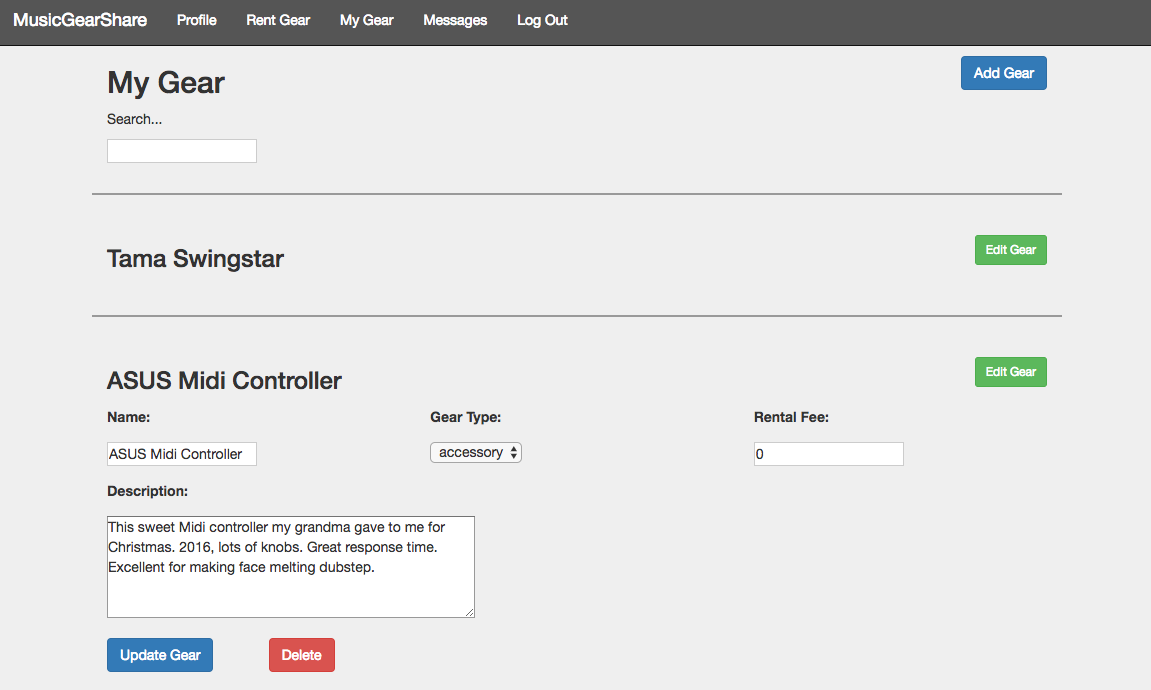 MusicGearShare Profile Rent Gear My Gear Messages Log Out
My Gear
Add Gear
Search...
Tama Swingstar
Edit Gear
ASUS Midi Controller
Edit Gear
Name: Gear Type: Rental Fee:
ASUS Midi Controller accessory 0
Description:
This sweet Midi controller my grandma gave to me for
Christmas. 2016, lots of knobs. Great response time.
Excellent for making face melting dubstep.
Update Gear Delete